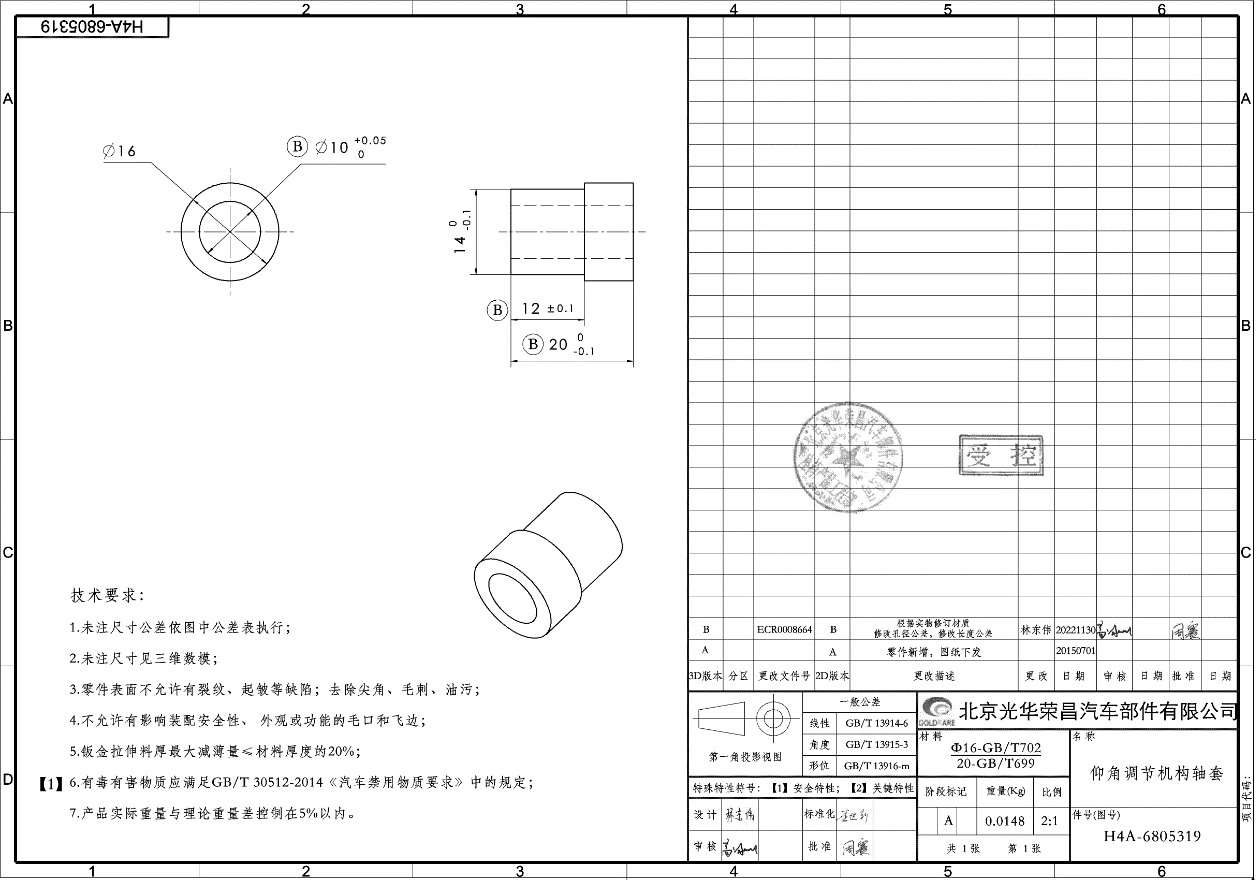 1 2 3 4 5 6
H4A-6805319
A
B
C
D
∅16
Ⓑ ∅10 +0.05 0
14 0 -0.1
Ⓑ 12 ±0.1
Ⓑ 20 0 -0.1
技术要求：
1.未注尺寸公差依图中公差表执行；
2.未注尺寸见三维数模；
3.零件表面不允许有裂纹、起皱等缺陷；去除尖角、毛刺、油污；
4.不允许有影响装配安全性、 外观或功能的毛口和飞边；
5.钣金拉伸料厚最大减薄量≤材料厚度的20%；
【1】 6.有毒有害物质应满足GB/T 30512-2014《汽车禁用物质要求》中的规定；
7.产品实际重量与理论重量差控制在5%以内。
受 控
B ECR0008664 B 根据实物修订材质
修改孔径公差，修改长度公差 林东伟 20221130
A A 零件新增，图纸下发 20150701
3D版本 分区 更改文件号 2D版本 更改描述 更改 日期 审核 日期 批准 日期
第一角投影视图
一般公差
线性 GB/T 13914-6
角度 GB/T 13915-3
形位 GB/T 13916-m
特殊特性符号： 【1】安全特性； 【2】关键特性
设计 标准化
审核 批准
GOLDRARE
北京光华荣昌汽车部件有限公司
材料
Φ16-GB/T702
20-GB/T699
名称
仰角调节机构轴套
阶段标记 重量(Kg) 比例
A 0.0148 2:1
共 1张 第 1张
件号(图号)
H4A-6805319
项目代码：
A
B
C
D
1 2 3 4 5 6